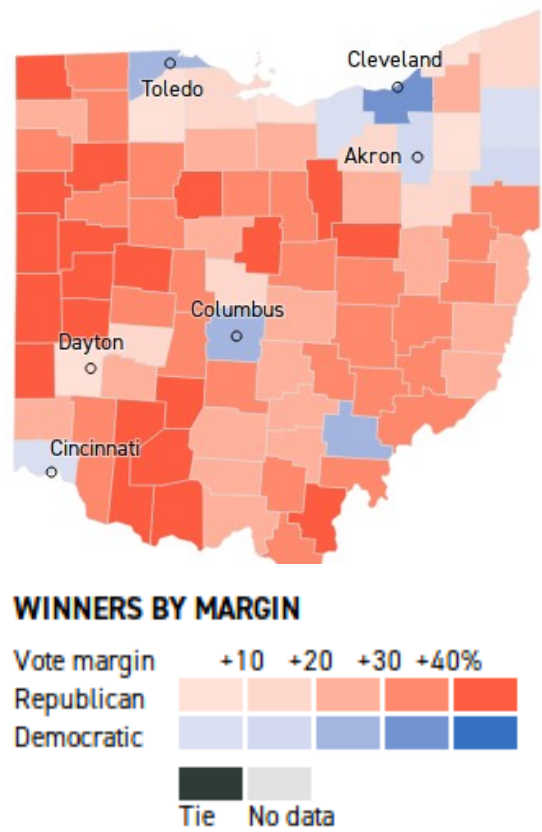 Cleveland
Toledo
Akron
Columbus
Dayton
Cincinnati
WINNERS BY MARGIN
Vote margin +10 +20 +30 +40%
Republican
Democratic
Tie No data